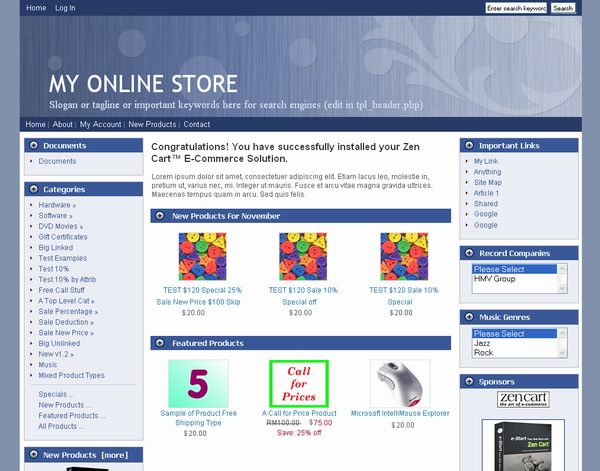 Home Log In
Enter search keywor Search
MY ONLINE STORE
Slogan or tagline or important keywords here for search engines (edit in tpl_header.php)
Home | About | My Account | New Products | Contact
Documents
Documents
Categories
Hardware »
Software »
DVD Movies »
Gift Certificates
Big Linked
Test Examples
Test 10%
Test 10% by Attrib
Free Call Stuff
A Top Level Cat »
Sale Percentage »
Sale Deduction »
Sale New Price »
Big Unlinked
New v1.2 »
Music
Mixed Product Types
Specials ...
New Products ...
Featured Products ...
All Products ...
New Products [more]
Congratulations! You have successfully installed your Zen
Cart™ E-Commerce Solution.
Lorem ipsum dolor sit amet, consectetuer adipiscing elit. Etiam lacus leo, molestie in,
pretium ut, varius nec, mi. Integer ut mauris. Fusce et arcu vitae magna gravida ultrices.
Maecenas tempus quam in arcu. Sed quis felis.
New Products For November
TEST $120 Special 25%
Sale New Price $100 Skip
$20.00
TEST $120 Sale 10%
Special off
$20.00
TEST $120 Sale 10%
Special
$20.00
Featured Products
5
Sample of Product Free
Shipping Type
$20.00
Call
for
Prices
A Call for Price Product
RM100.00 $75.00
Save: 25% off
Microsoft IntelliMouse Explorer
$20.00
Important Links
My Link
Anything
Site Map
Article 1
Shared
Google
Google
Record Companies
Please Select
HMV Group
Music Genres
Please Select
Jazz
Rock
Sponsors
zen cart
the art of e-commerce
e-Start
Zen Cart